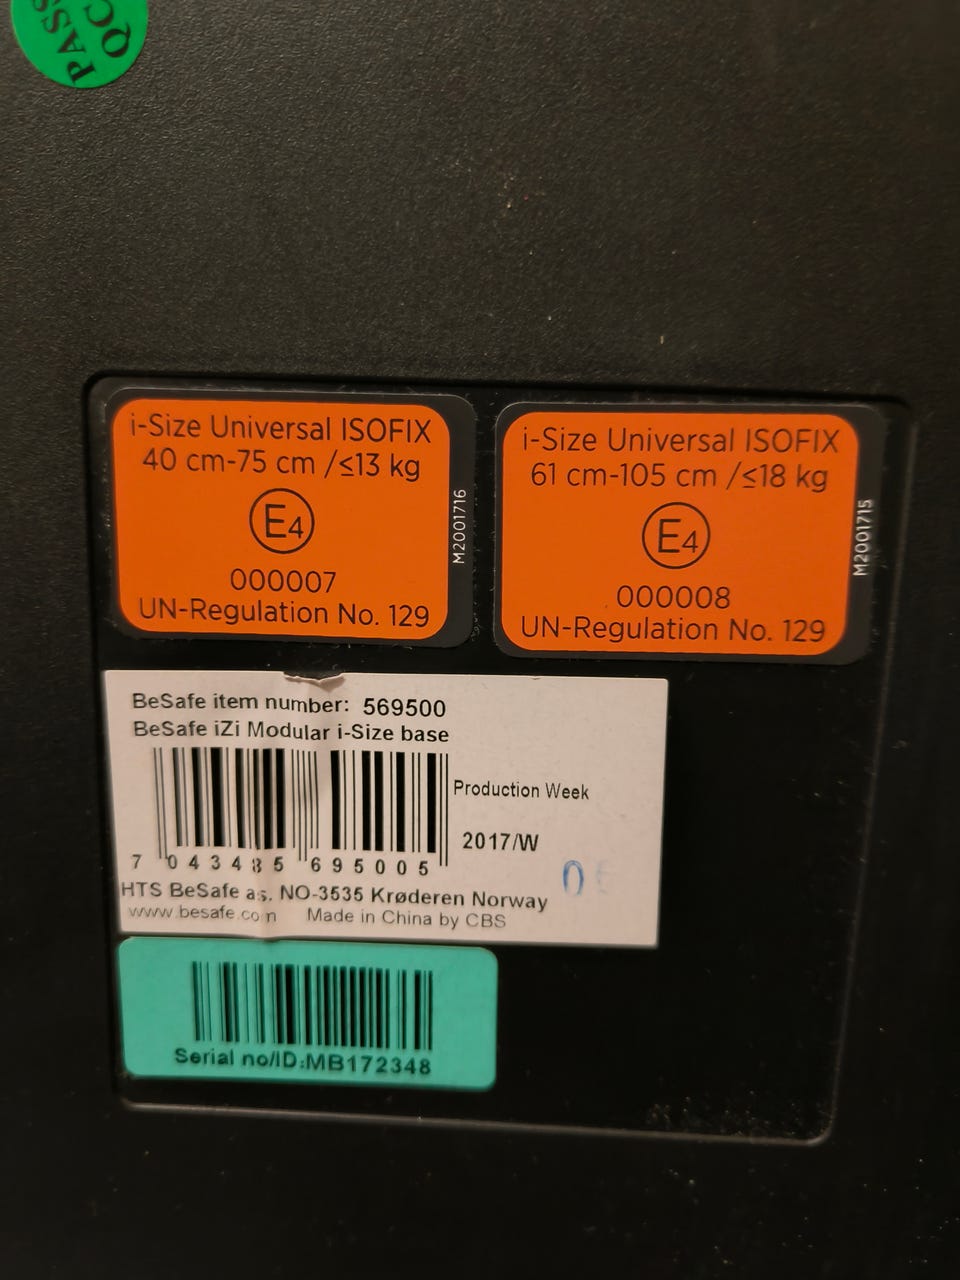 PASS
QC
i-Size Universal ISOFIX
40 cm-75 cm /≤13 kg
E4
000007
UN-Regulation No. 129
M2001716
i-Size Universal ISOFIX
61 cm-105 cm /≤18 kg
E4
000008
UN-Regulation No. 129
M2001715
BeSafe item number: 569500
BeSafe iZi Modular i-Size base
Production Week
2017/W
7 043485 695005
HTS BeSafe as. NO-3535 Krøderen Norway
www.besafe.com Made in China by CBS
Serial no/ID:MB172348